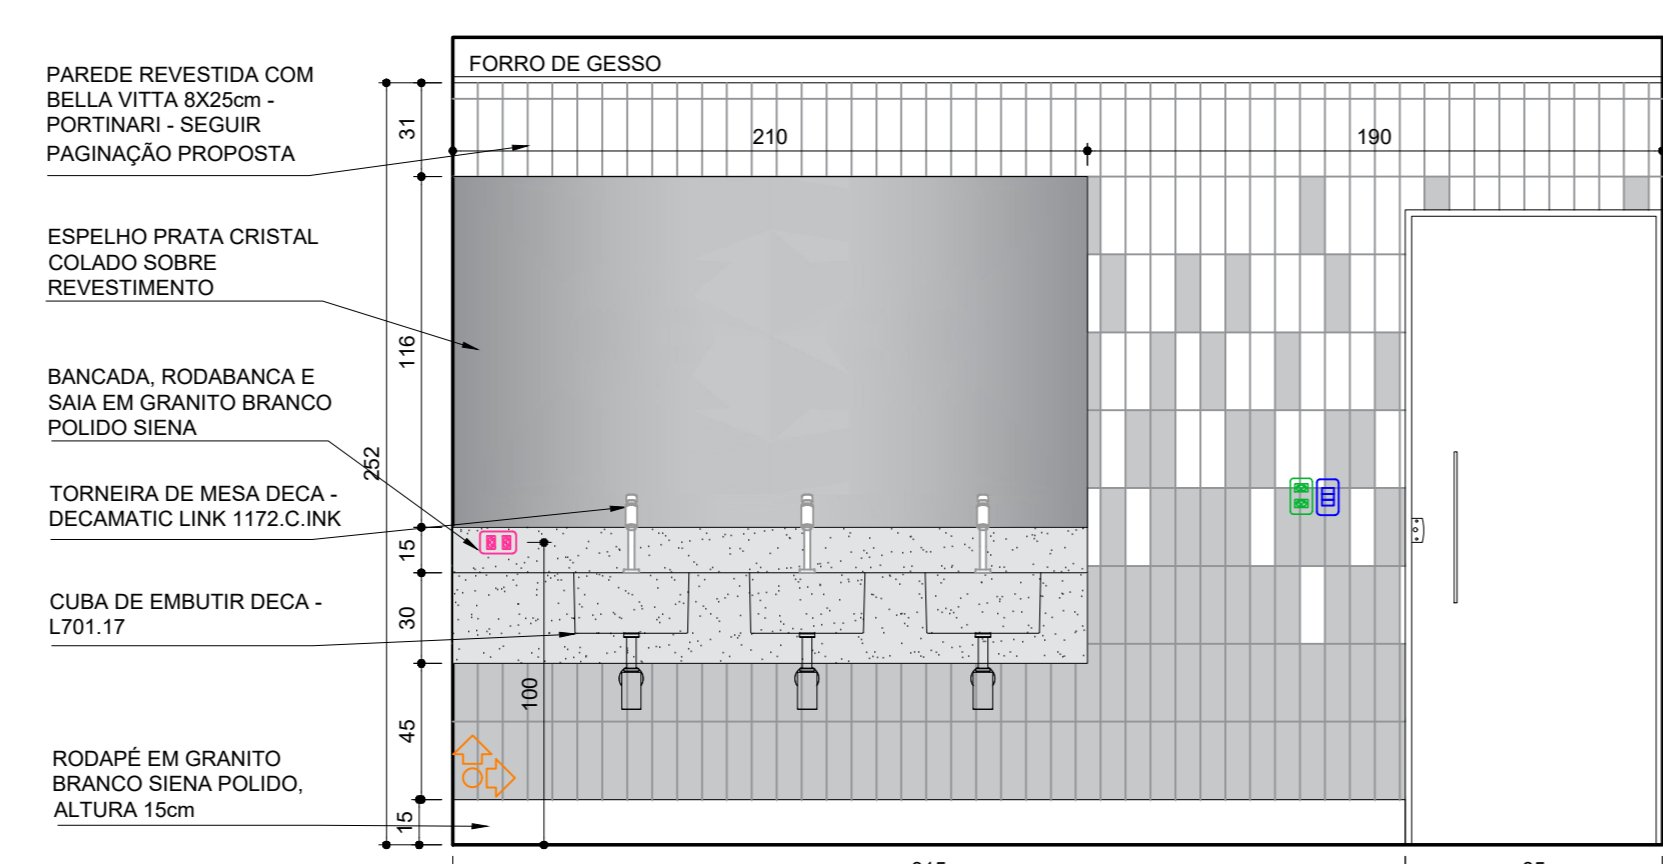 FORRO DE GESSO
PAREDE REVESTIDA COM
BELLA VITTA 8X25cm -
PORTINARI - SEGUIR
PAGINAÇÃO PROPOSTA
31
210
190
ESPELHO PRATA CRISTAL
COLADO SOBRE
REVESTIMENTO
116
BANCADA, RODABANCA E
SAIA EM GRANITO BRANCO
POLIDO SIENA
252
TORNEIRA DE MESA DECA -
DECAMATIC LINK 1172.C.INK
15
CUBA DE EMBUTIR DECA -
L701.17
30
100
45
RODAPÉ EM GRANITO
BRANCO SIENA POLIDO,
ALTURA 15cm
15